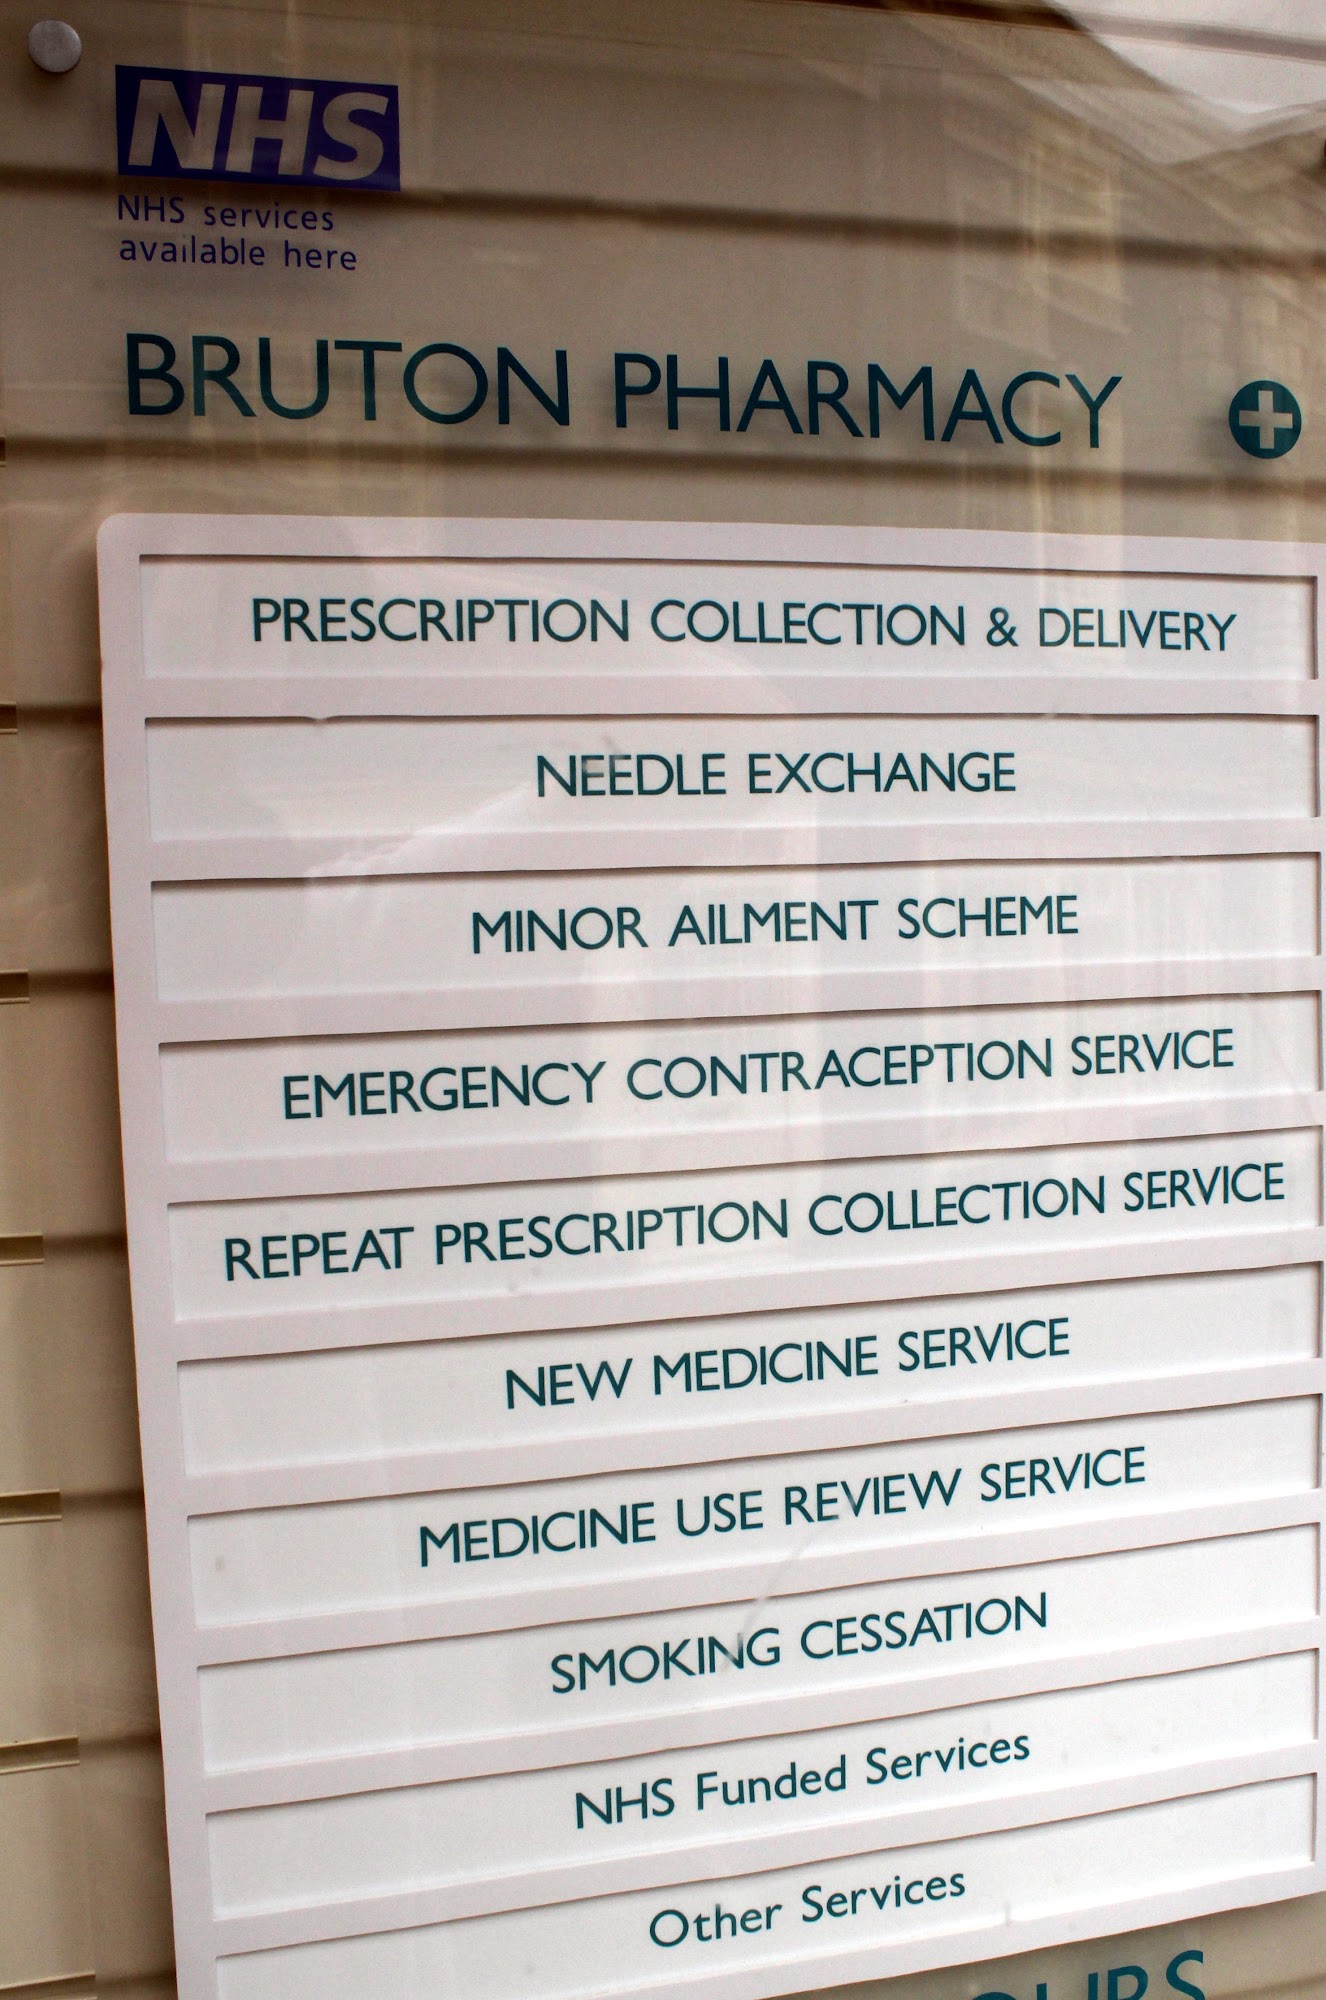 NHS
NHS services
available here
BRUTON PHARMACY
PRESCRIPTION COLLECTION & DELIVERY
NEEDLE EXCHANGE
MINOR AILMENT SCHEME
EMERGENCY CONTRACEPTION SERVICE
REPEAT PRESCRIPTION COLLECTION SERVICE
NEW MEDICINE SERVICE
MEDICINE USE REVIEW SERVICE
SMOKING CESSATION
NHS Funded Services
Other Services